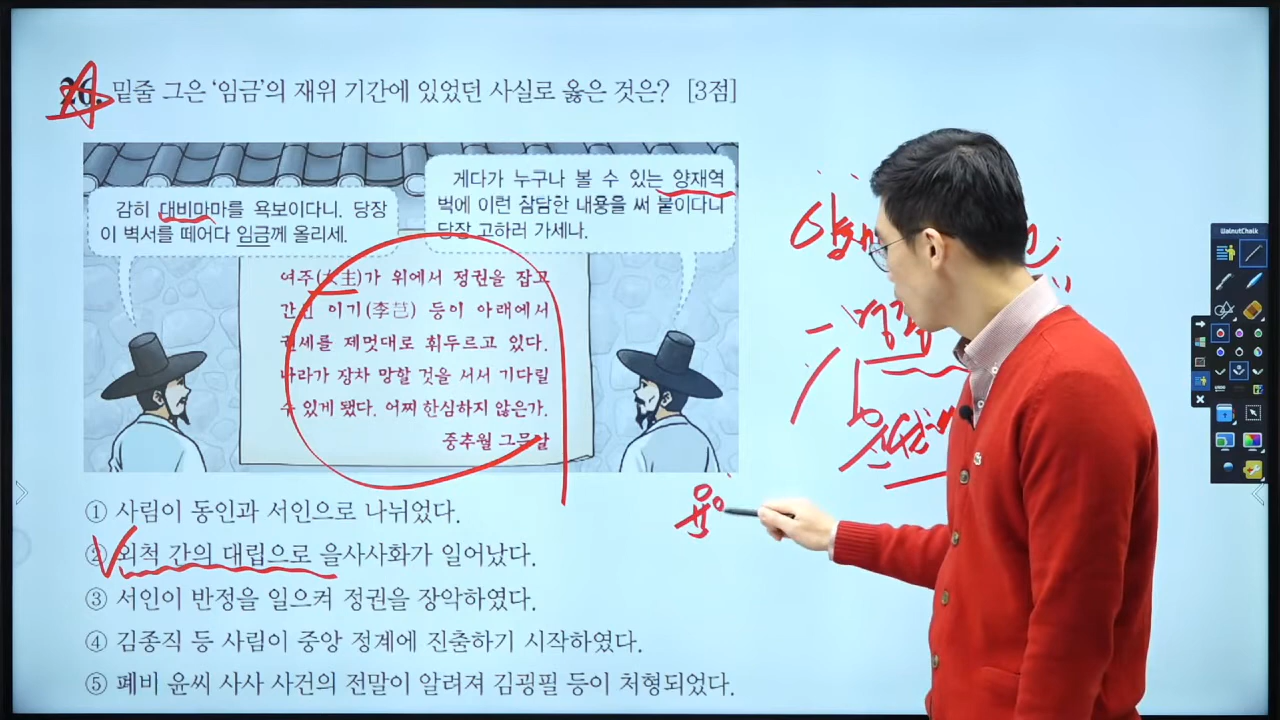 26. 밑줄 그은 '임금'의 재위 기간에 있었던 사실로 옳은 것은? [3점]
감히 대비마마를 욕보이다니. 당장
이 벽서를 떼어다 임금께 올리세.
게다가 누구나 볼 수 있는 양재역
벽에 이런 참담한 내용을 써 붙이다니
당장 고하러 가세나.
여주(女主)가 위에서 정권을 잡고
간신 이기(李芑) 등이 아래에서
권세를 제멋대로 휘두르고 있다.
나라가 장차 망할 것을 서서 기다릴
수 있게 됐다. 어찌 한심하지 않은가.
중추월 그믐날
① 사림이 동인과 서인으로 나뉘었다.
② 외척 간의 대립으로 을사사화가 일어났다.
③ 서인이 반정을 일으켜 정권을 장악하였다.
④ 김종직 등 사림이 중앙 정계에 진출하기 시작하였다.
⑤ 폐비 윤씨 사사 사건의 전말이 알려져 김굉필 등이 처형되었다.
WalnutChalk